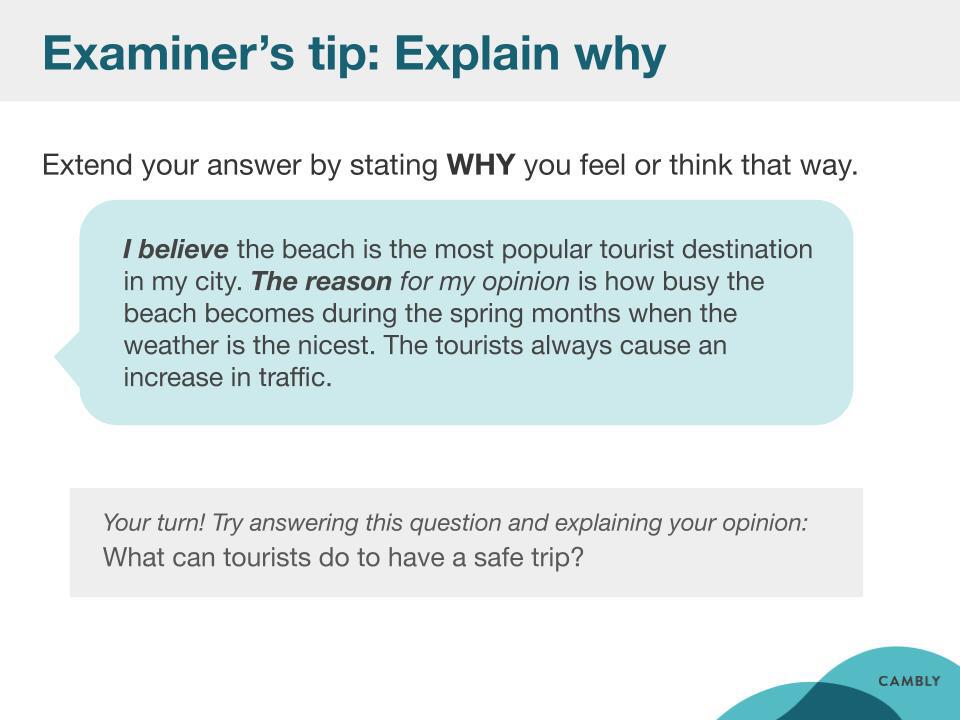 Examiner’s tip: Explain why
Extend your answer by stating WHY you feel or think that way.
I believe the beach is the most popular tourist destination
in my city. The reason for my opinion is how busy the
beach becomes during the spring months when the
weather is the nicest. The tourists always cause an
increase in traffic.
Your turn! Try answering this question and explaining your opinion:
What can tourists do to have a safe trip?
CAMBLY